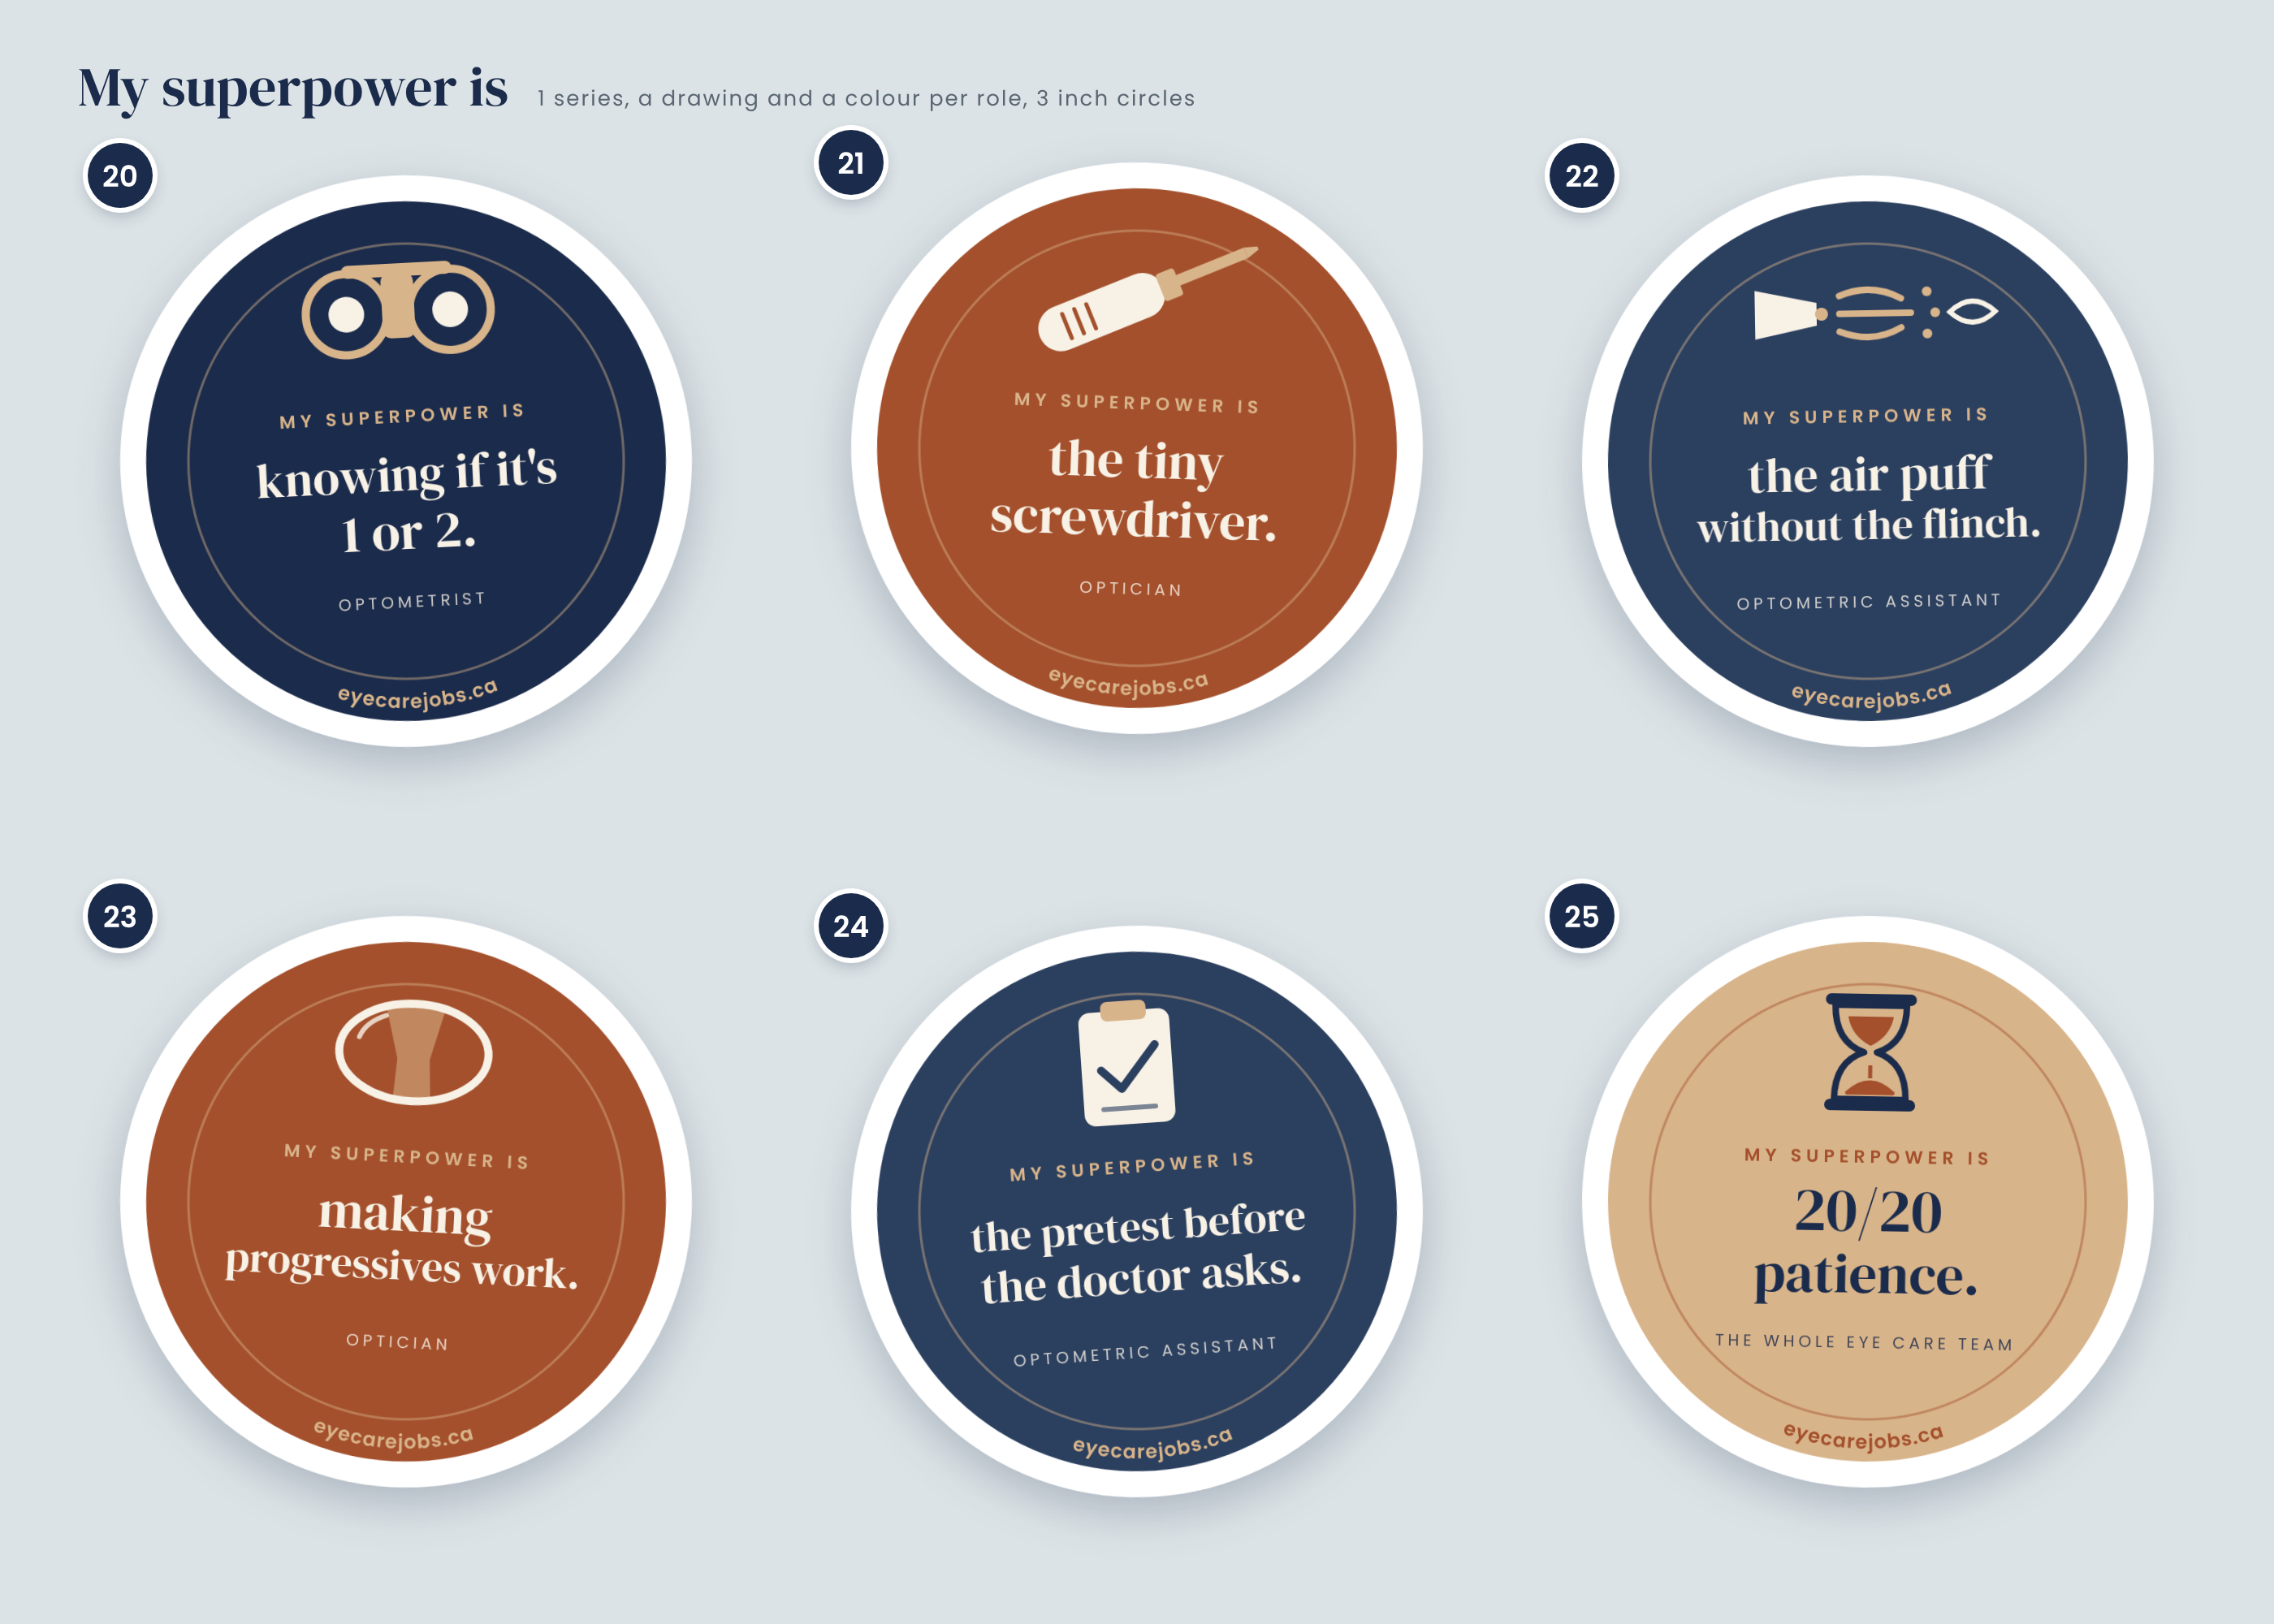 My superpower is
1 series, a drawing and a colour per role, 3 inch circles
20
MY SUPERPOWER IS
knowing if it's
1 or 2.
OPTOMETRIST
eyecarejobs.ca
21
MY SUPERPOWER IS
the tiny
screwdriver.
OPTICIAN
eyecarejobs.ca
22
MY SUPERPOWER IS
the air puff
without the flinch.
OPTOMETRIC ASSISTANT
eyecarejobs.ca
23
MY SUPERPOWER IS
making
progressives work.
OPTICIAN
eyecarejobs.ca
24
MY SUPERPOWER IS
the pretest before
the doctor asks.
OPTOMETRIC ASSISTANT
eyecarejobs.ca
25
MY SUPERPOWER IS
20/20
patience.
THE WHOLE EYE CARE TEAM
eyecarejobs.ca